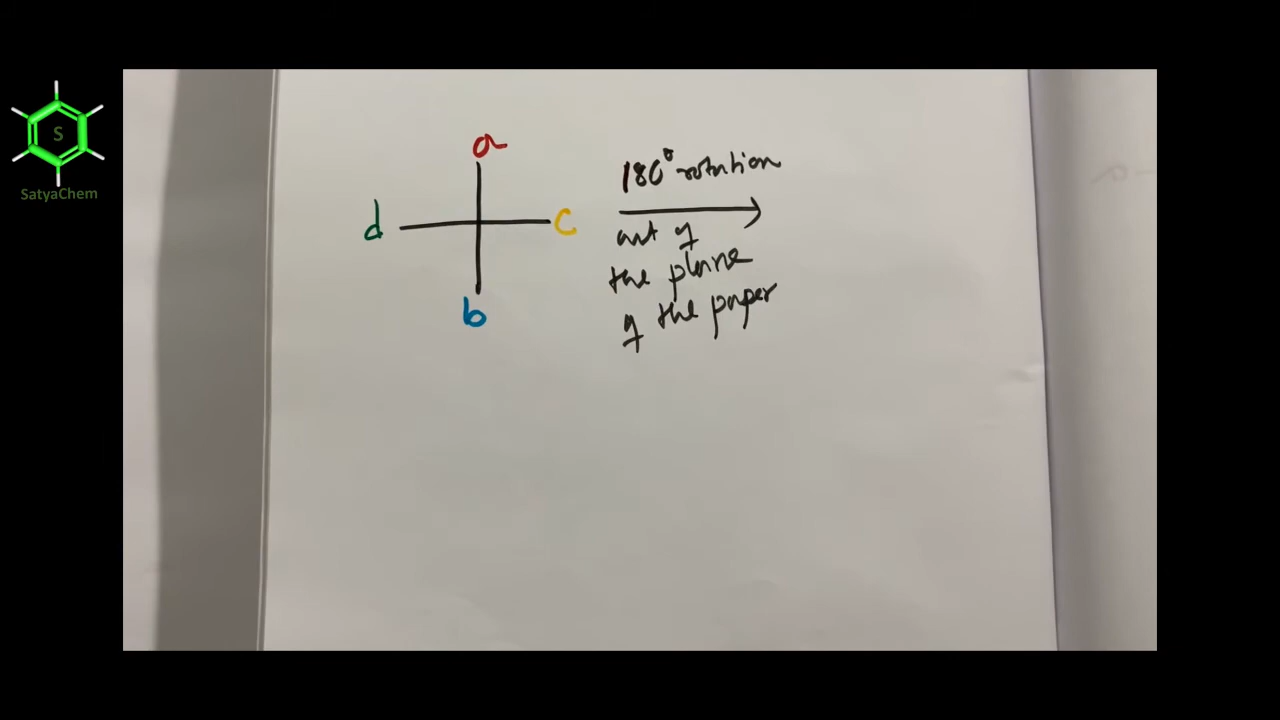 S
SatyaChem
a
d
c
b
180° rotation
out of
the plane
of the paper